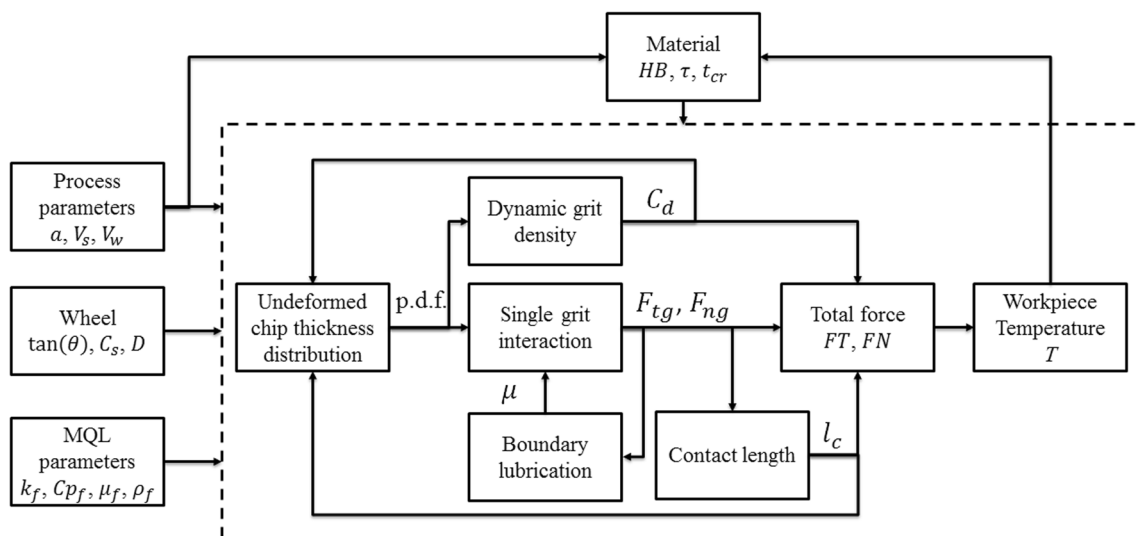 Material
HB, τ, t_cr
Process
parameters
a, V_s, V_w
Dynamic grit
density
C_d
Wheel
tan(θ), C_s, D
Undeformed
chip thickness
distribution
p.d.f.
Single grit
interaction
F_tg, F_ng
Total force
FT, FN
Workpiece
Temperature
T
μ
MQL
parameters
k_f, Cp_f, μ_f, ρ_f
Boundary
lubrication
Contact length
l_c